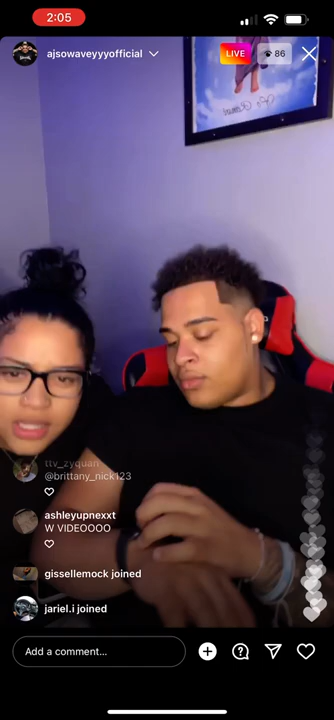 2:05
ajsowaveyyyofficial
LIVE
86
ttv_zyquan
@brittany_nick123
ashleyupnexxt
W VIDEOOOO
gissellemock joined
jariel.i joined
Add a comment…